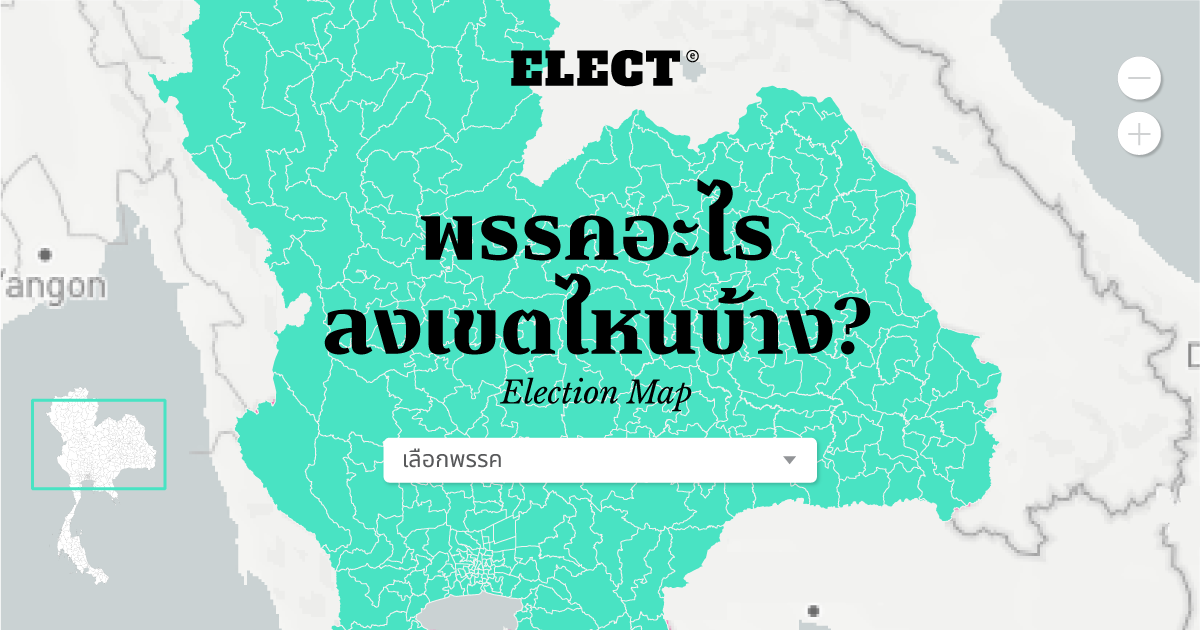 ELECT ⓔ
พรรคอะไร
ลงเขตไหนบ้าง?
Election Map
เลือกพรรค
angon